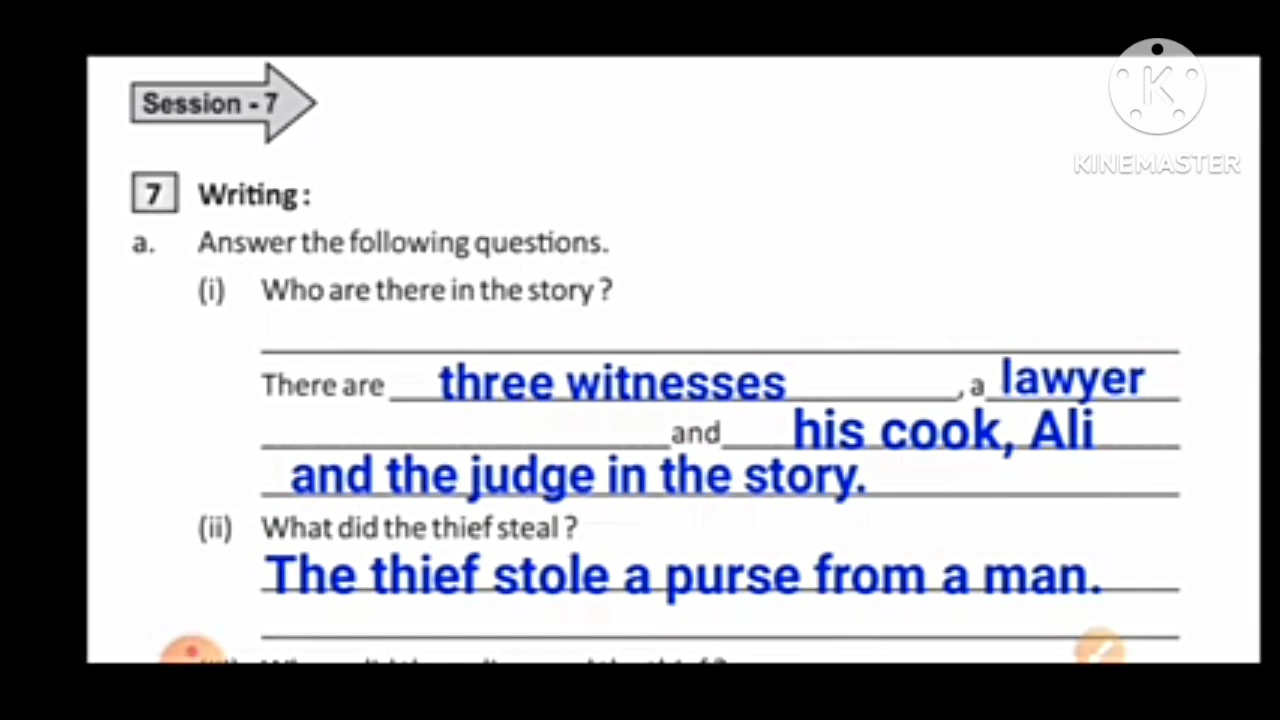 Session - 7
K
KINEMASTER
7 Writing :
a. Answer the following questions.
(i) Who are there in the story ?
There are three witnesses , a lawyer
and his cook, Ali
and the judge in the story.
(ii) What did the thief steal ?
The thief stole a purse from a man.